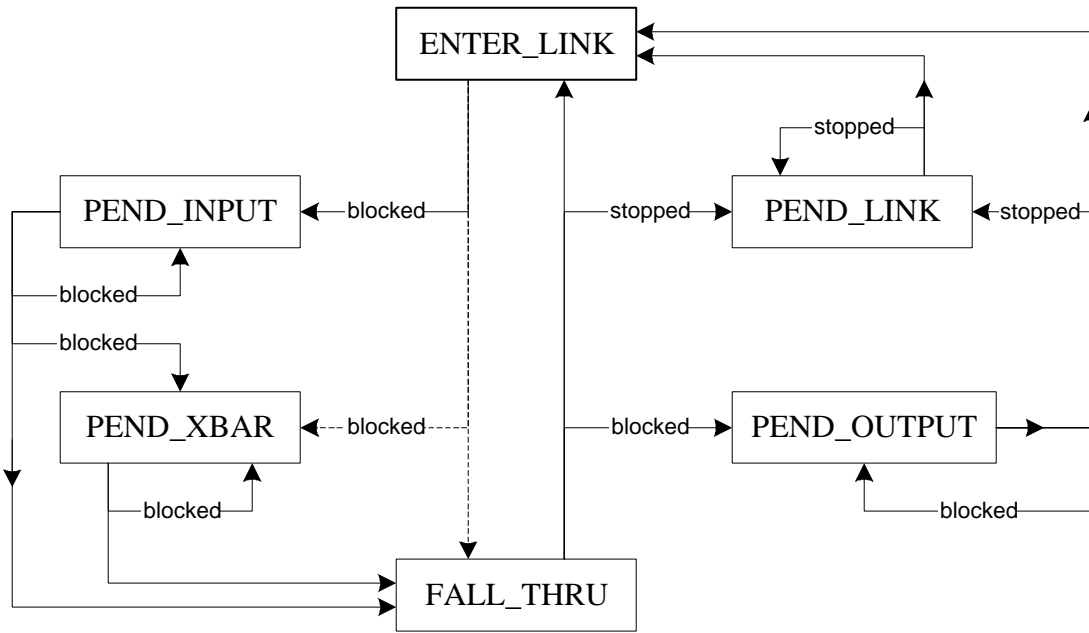 ENTER_LINK
stopped
PEND_INPUT
blocked
stopped
PEND_LINK
stopped
blocked
blocked
PEND_XBAR
blocked
blocked
PEND_OUTPUT
blocked
blocked
FALL_THRU